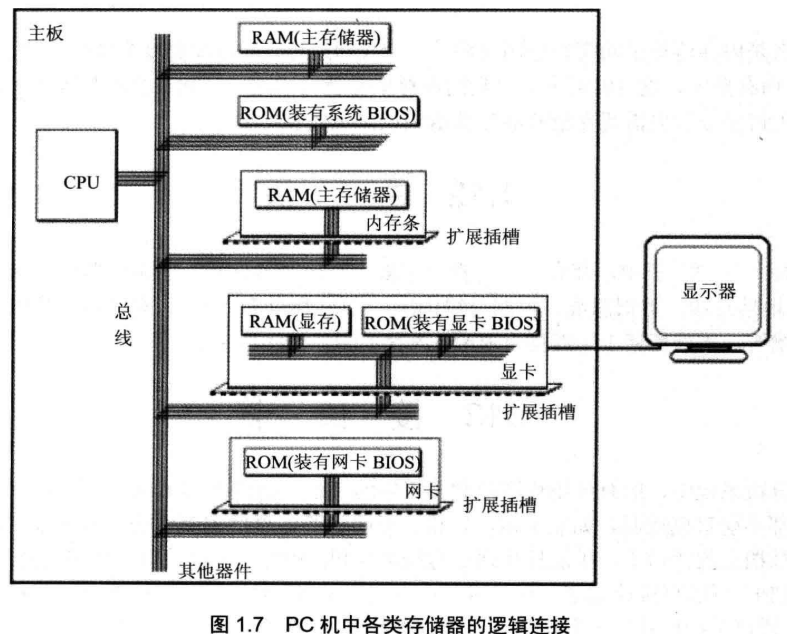 主板
RAM(主存储器)
ROM(装有系统 BIOS)
CPU
RAM(主存储器)
内存条
扩展插槽
总线
显示器
RAM(显存)
ROM(装有显卡 BIOS)
显卡
扩展插槽
ROM(装有网卡 BIOS)
网卡
扩展插槽
其他器件
图 1.7 PC 机中各类存储器的逻辑连接